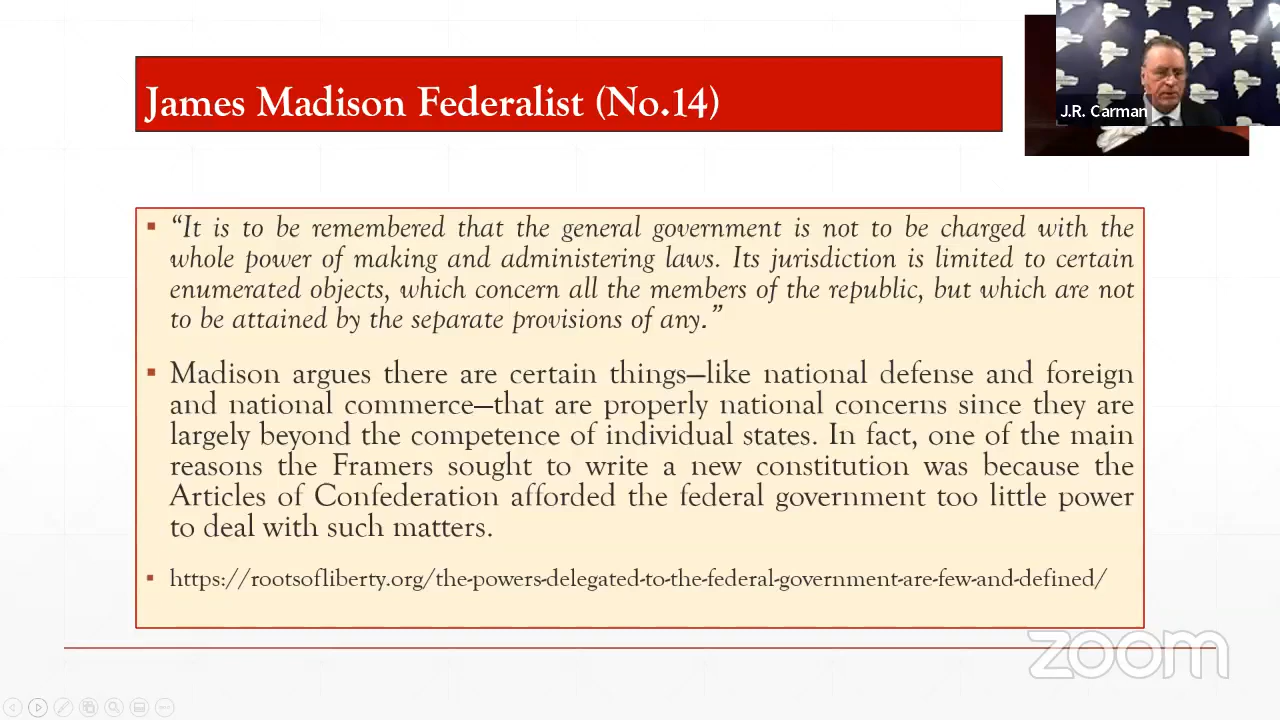 James Madison Federalist (No.14)
J.R. Carman
“It is to be remembered that the general government is not to be charged with the
whole power of making and administering laws. Its jurisdiction is limited to certain
enumerated objects, which concern all the members of the republic, but which are not
to be attained by the separate provisions of any.”
Madison argues there are certain things—like national defense and foreign
and national commerce—that are properly national concerns since they are
largely beyond the competence of individual states. In fact, one of the main
reasons the Framers sought to write a new constitution was because the
Articles of Confederation afforded the federal government too little power
to deal with such matters.
https://rootsofliberty.org/the-powers-delegated-to-the-federal-government-are-few-and-defined/
zoom